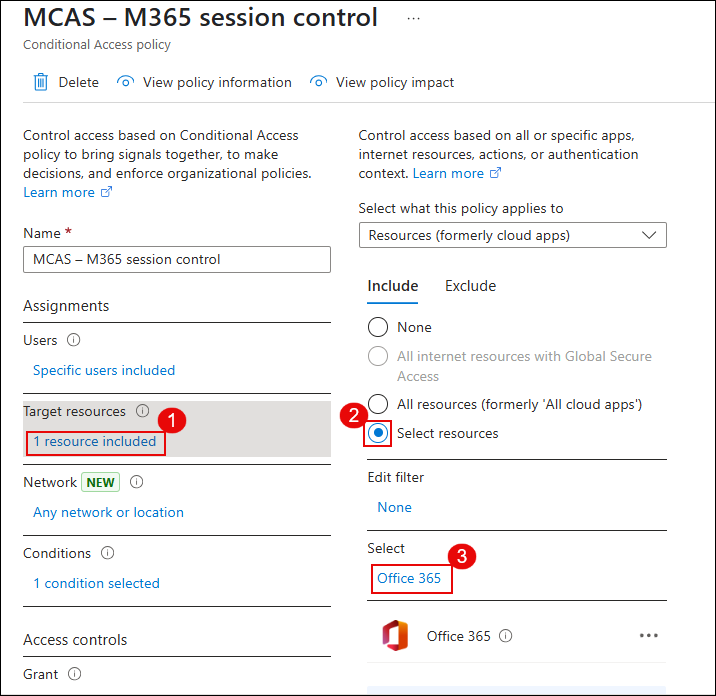 MCAS – M365 session control ...
Conditional Access policy
Delete View policy information View policy impact
Control access based on Conditional Access
policy to bring signals together, to make
decisions, and enforce organizational policies.
Learn more
Name *
MCAS – M365 session control
Assignments
Users
Specific users included
Target resources
1
1 resource included
Network NEW
Any network or location
Conditions
1 condition selected
Access controls
Grant
Control access based on all or specific apps,
internet resources, actions, or authentication
context. Learn more
Select what this policy applies to
Resources (formerly cloud apps)
Include Exclude
None
All internet resources with Global Secure
Access
All resources (formerly 'All cloud apps')
2
Select resources
Edit filter
None
Select
3
Office 365
Office 365